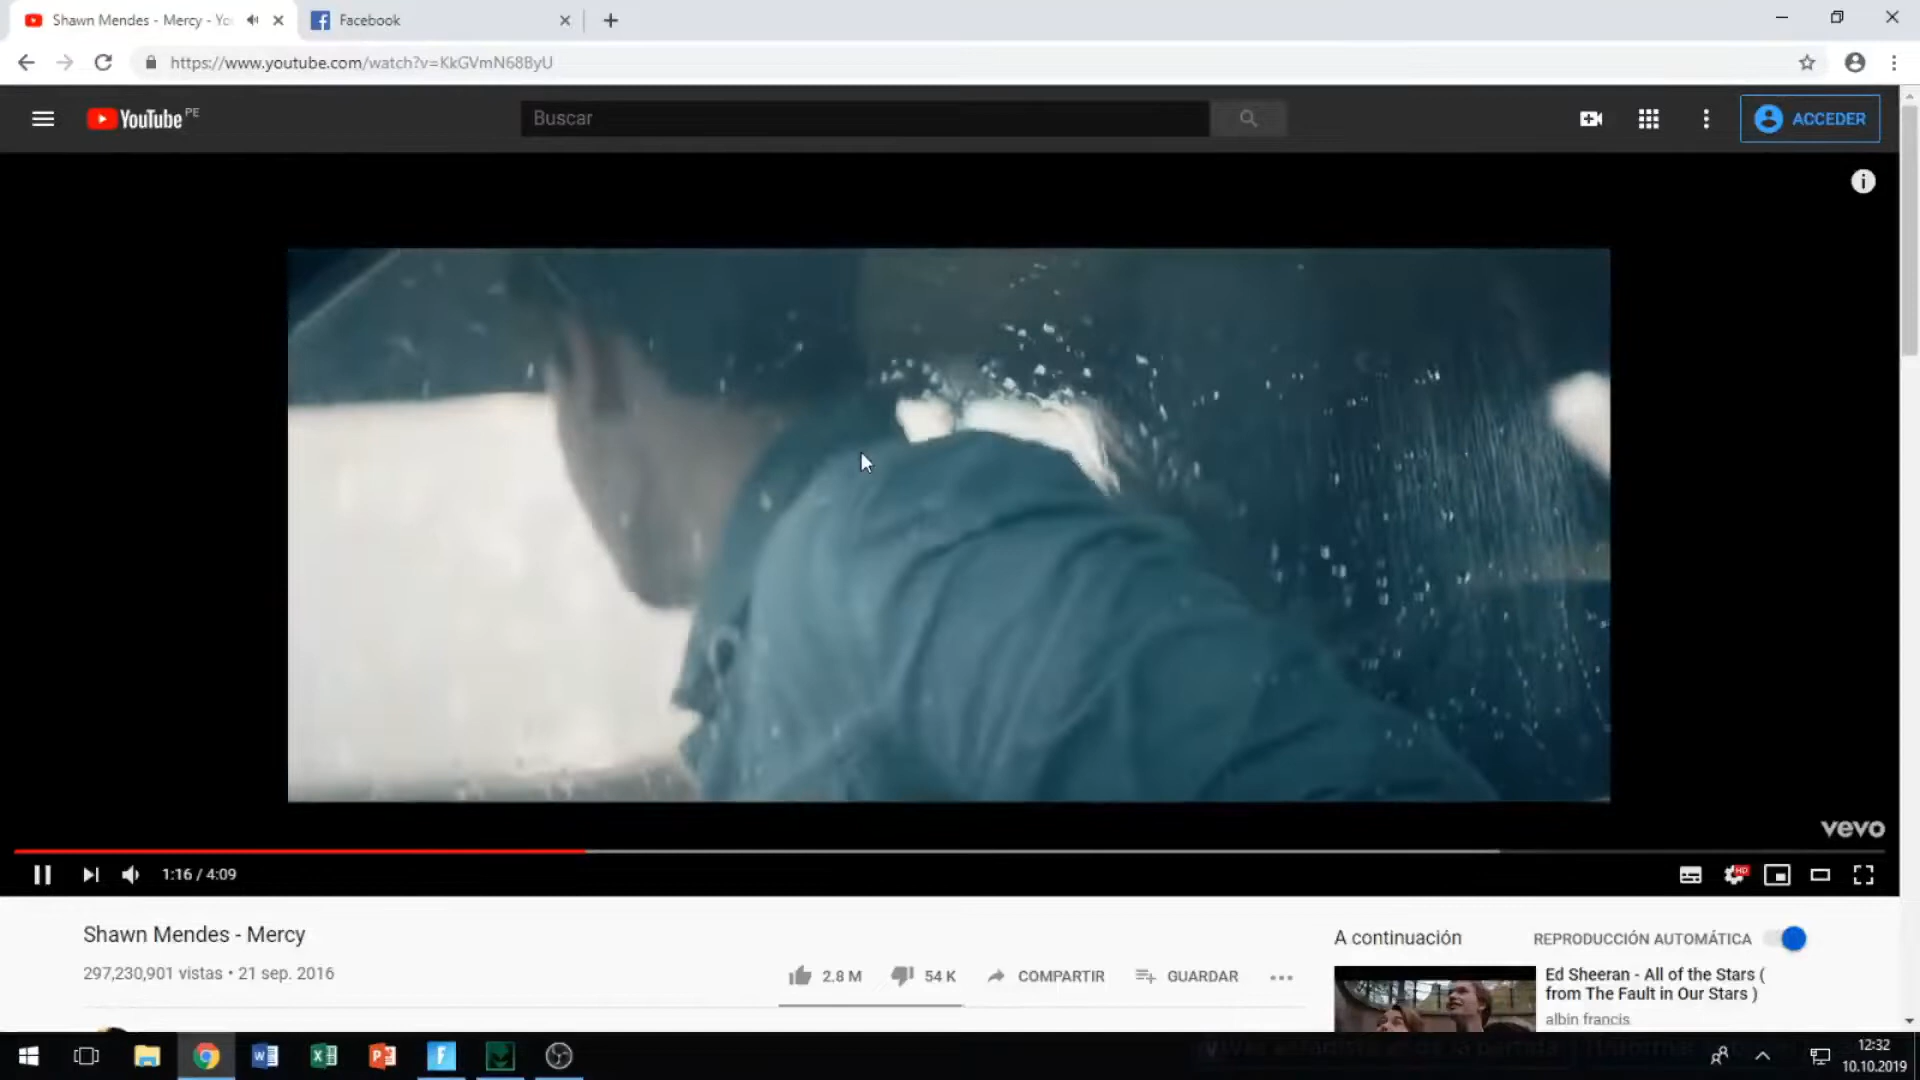 Shawn Mendes - Mercy - Yo
Facebook
https://www.youtube.com/watch?v=KkGVmN68ByU
YouTube PE
Buscar
ACCEDER
vevo
1:16 / 4:09
HD
Shawn Mendes - Mercy
297,230,901 vistas • 21 sep. 2016
2.8 M
54 K
COMPARTIR
GUARDAR
A continuación
REPRODUCCIÓN AUTOMÁTICA
Ed Sheeran - All of the Stars (
from The Fault in Our Stars )
albin francis
12:32
10.10.2019